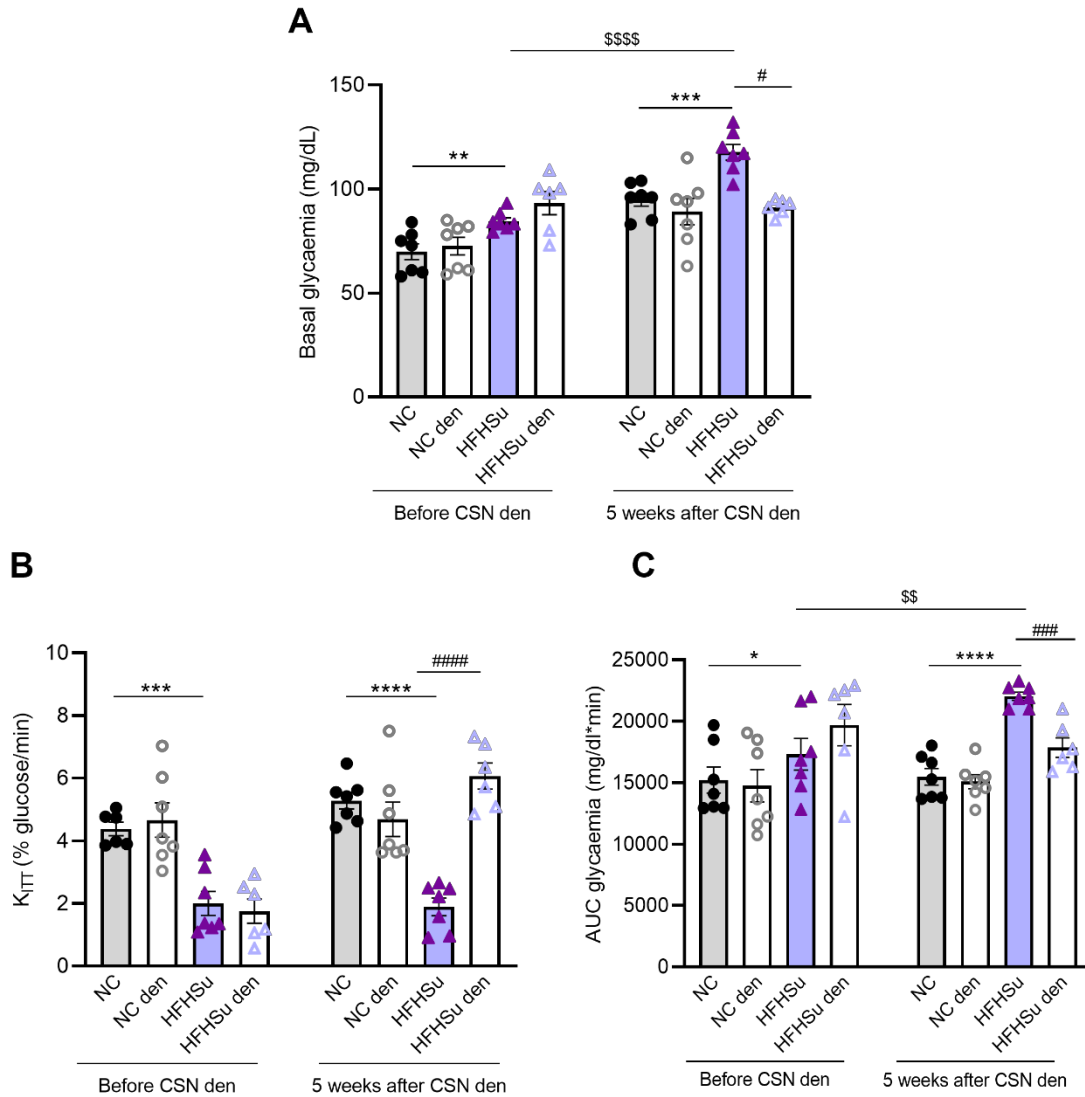 A
$$$$
#
***
**
150
100
50
0
Basal glycaemia (mg/dL)
NC
NC den
HFHSu
HFHSu den
NC
NC den
HFHSu
HFHSu den
Before CSN den
5 weeks after CSN den
B
####
***
****
10
8
6
4
2
0
KITT (% glucose/min)
NC
NC den
HFHSu
HFHSu den
NC
NC den
HFHSu
HFHSu den
Before CSN den
5 weeks after CSN den
C
$$
###
*
****
25000
20000
15000
10000
5000
0
AUC glycaemia (mg/dl*min)
NC
NC den
HFHSu
HFHSu den
NC
NC den
HFHSu
HFHSu den
Before CSN den
5 weeks after CSN den